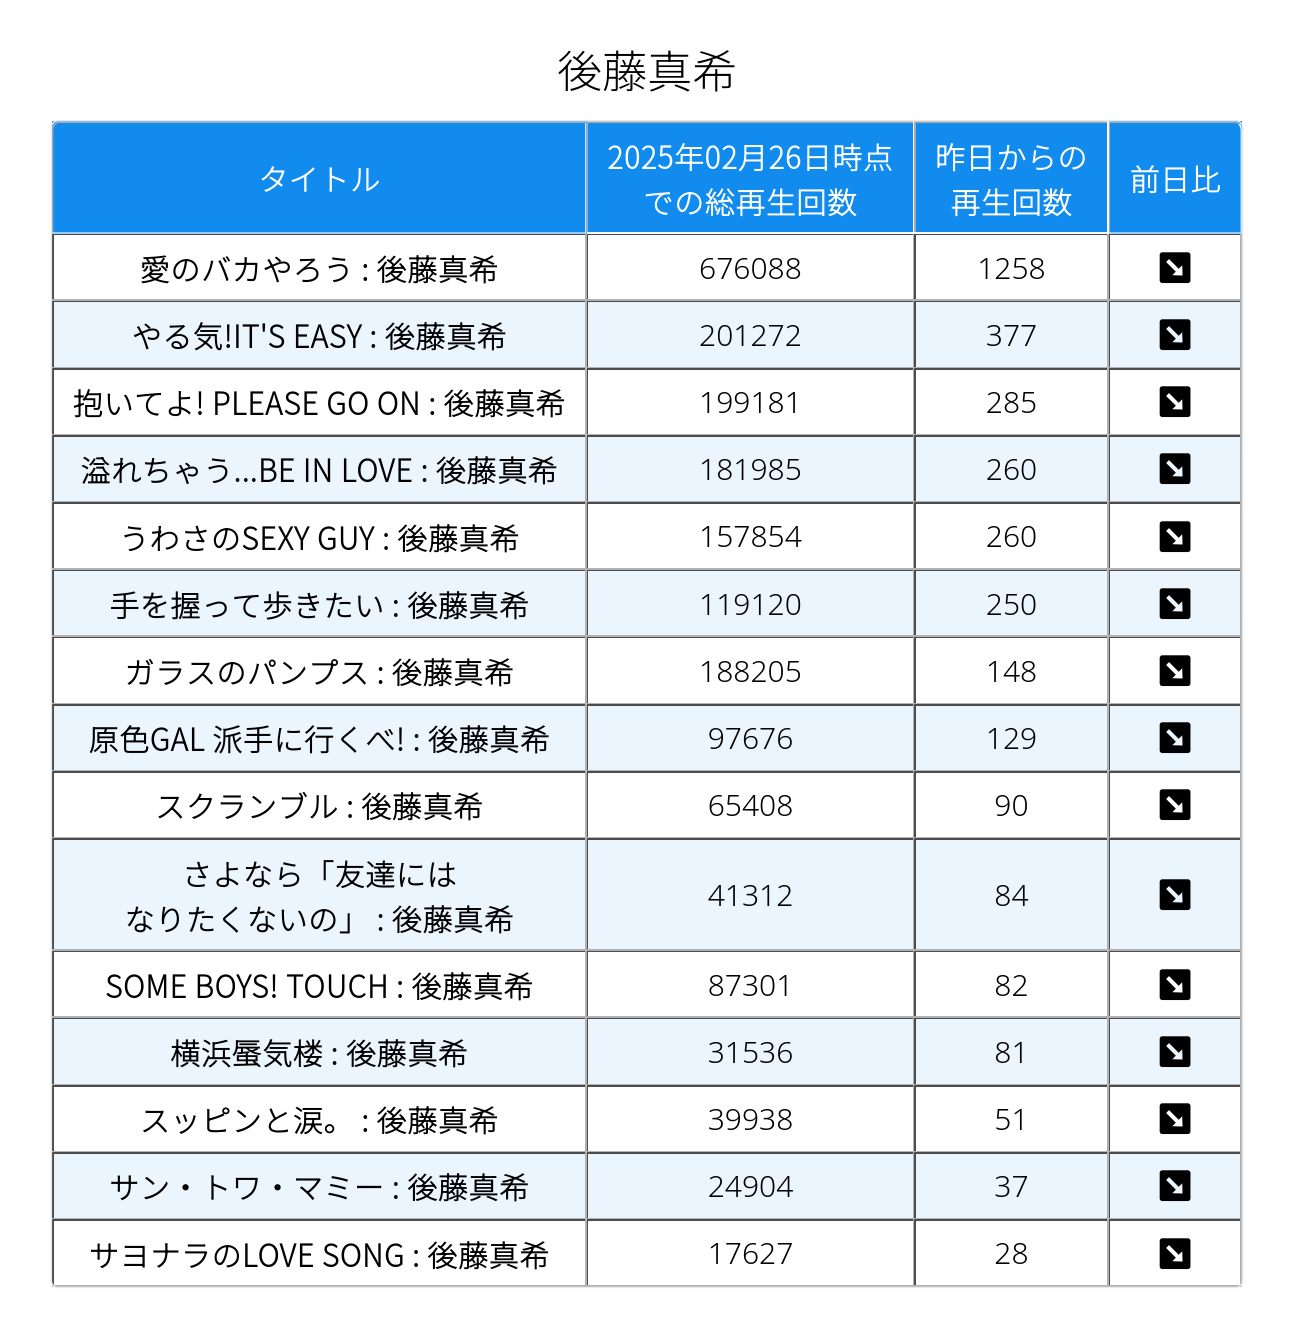 後藤真希
タイトル
2025年02月26日時点
での総再生回数
昨日からの
再生回数
前日比
愛のバカやろう : 後藤真希 676088 1258
やる気!IT'S EASY : 後藤真希 201272 377
抱いてよ! PLEASE GO ON : 後藤真希 199181 285
溢れちゃう...BE IN LOVE : 後藤真希 181985 260
うわさのSEXY GUY : 後藤真希 157854 260
手を握って歩きたい : 後藤真希 119120 250
ガラスのパンプス : 後藤真希 188205 148
原色GAL 派手に行くべ! : 後藤真希 97676 129
スクランブル : 後藤真希 65408 90
さよなら「友達には
なりたくないの」 : 後藤真希 41312 84
SOME BOYS! TOUCH : 後藤真希 87301 82
横浜蜃気楼 : 後藤真希 31536 81
スッピンと涙。 : 後藤真希 39938 51
サン・トワ・マミー : 後藤真希 24904 37
サヨナラのLOVE SONG : 後藤真希 17627 28